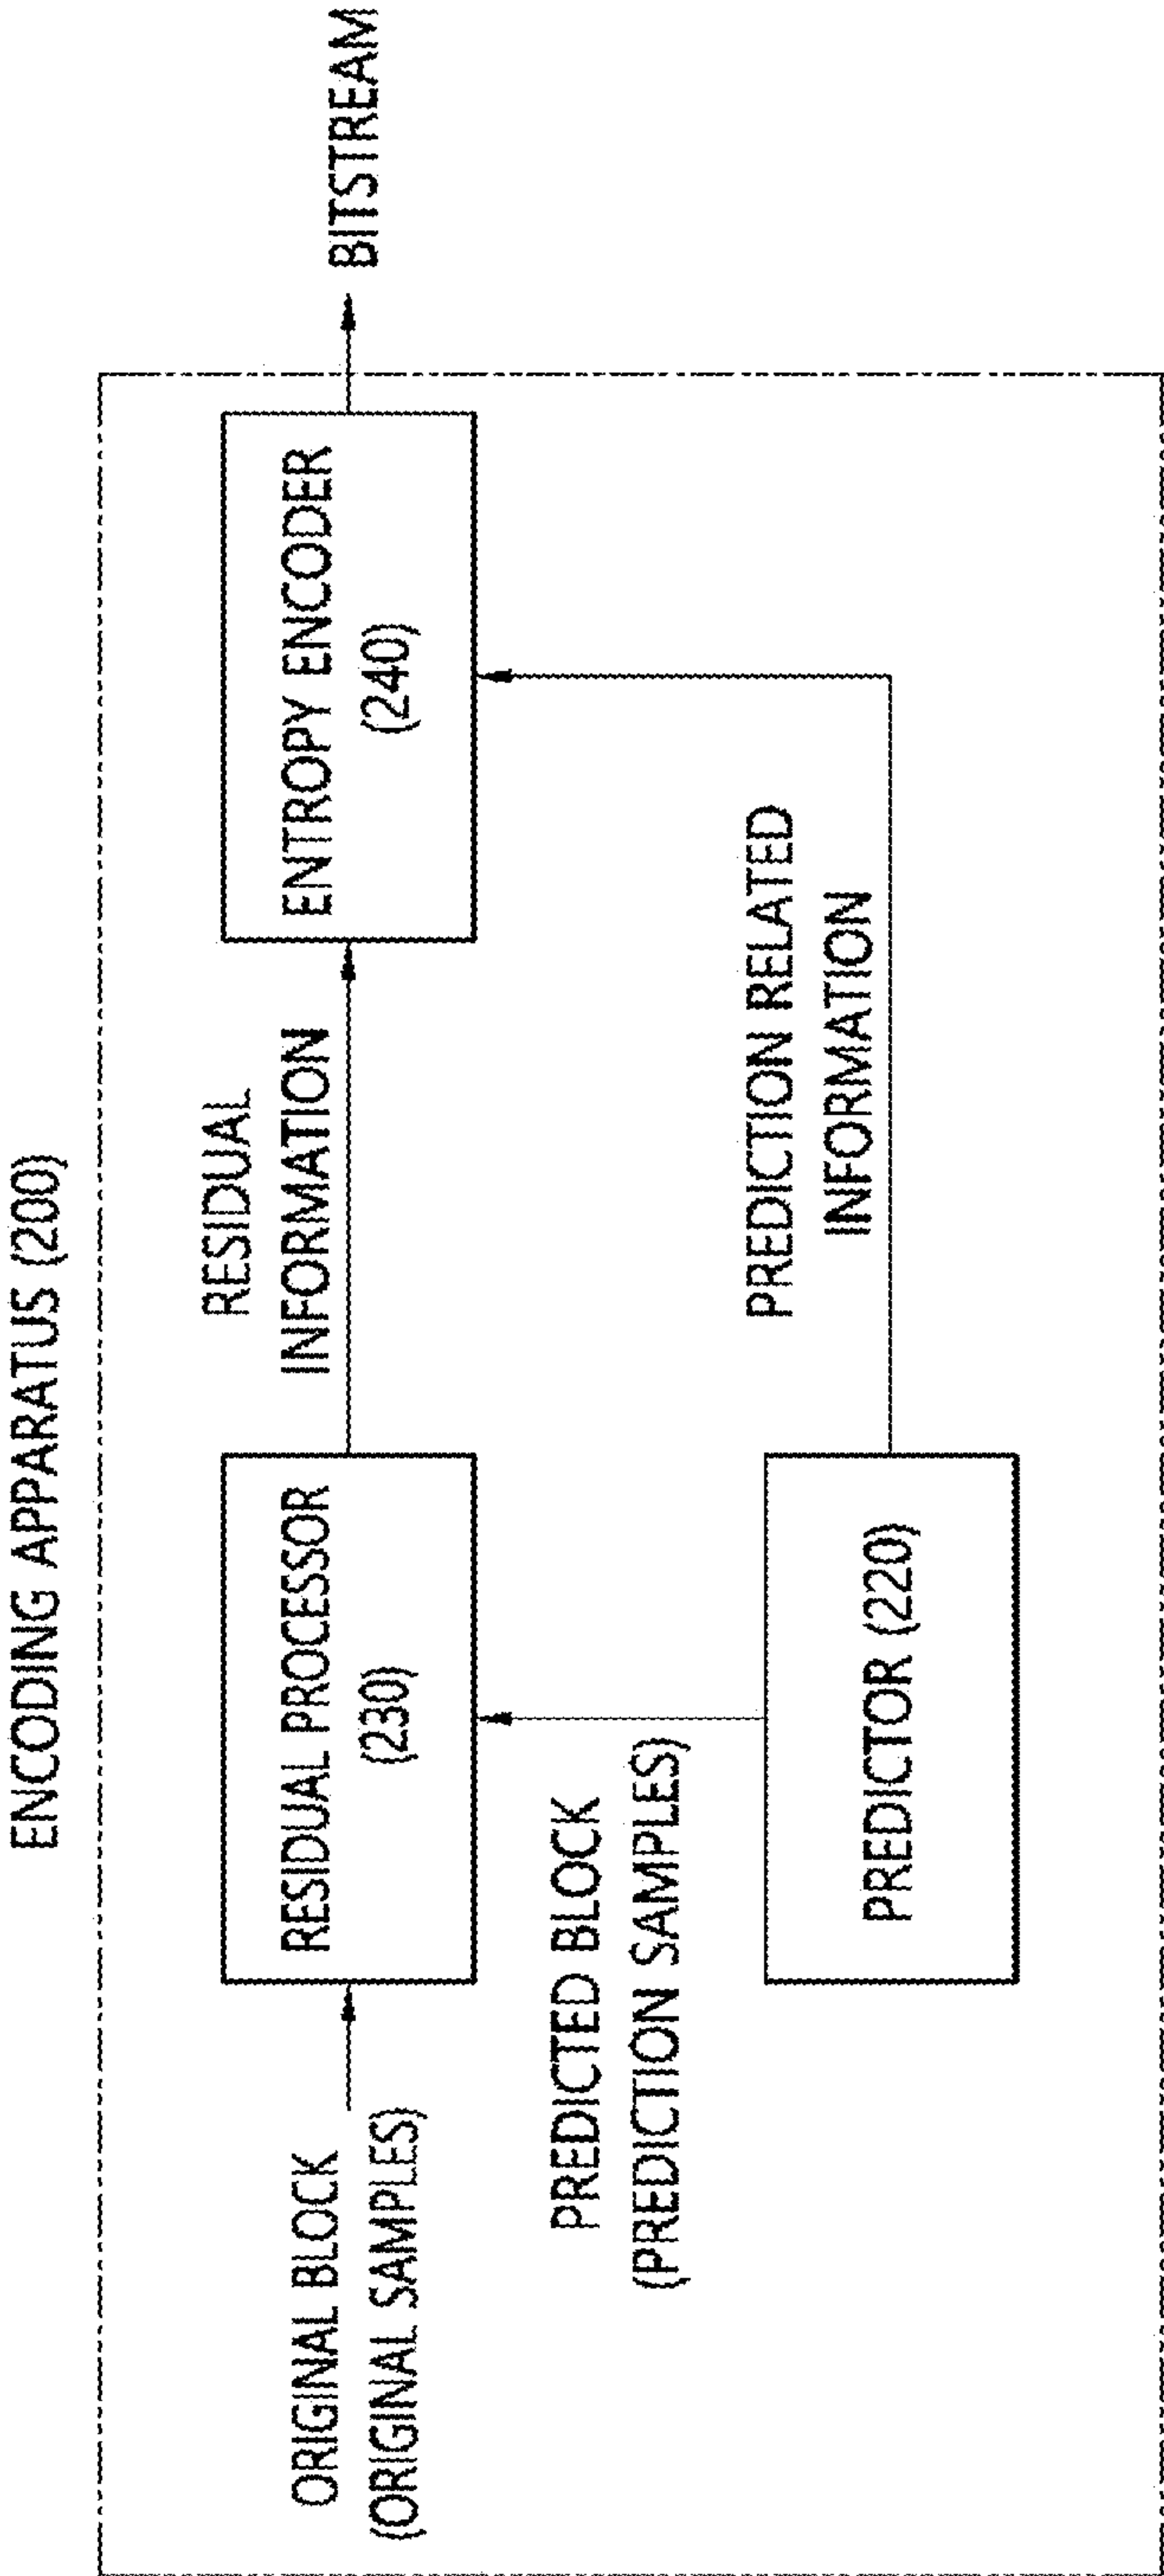 ENCODING APPARATUS (200)
ORIGINAL BLOCK
(ORIGINAL SAMPLES)
RESIDUAL PROCESSOR
(230)
RESIDUAL
INFORMATION
ENTROPY ENCODER
(240)
BITSTREAM
PREDICTED BLOCK
(PREDICTION SAMPLES)
PREDICTION RELATED
INFORMATION
PREDICTOR (220)